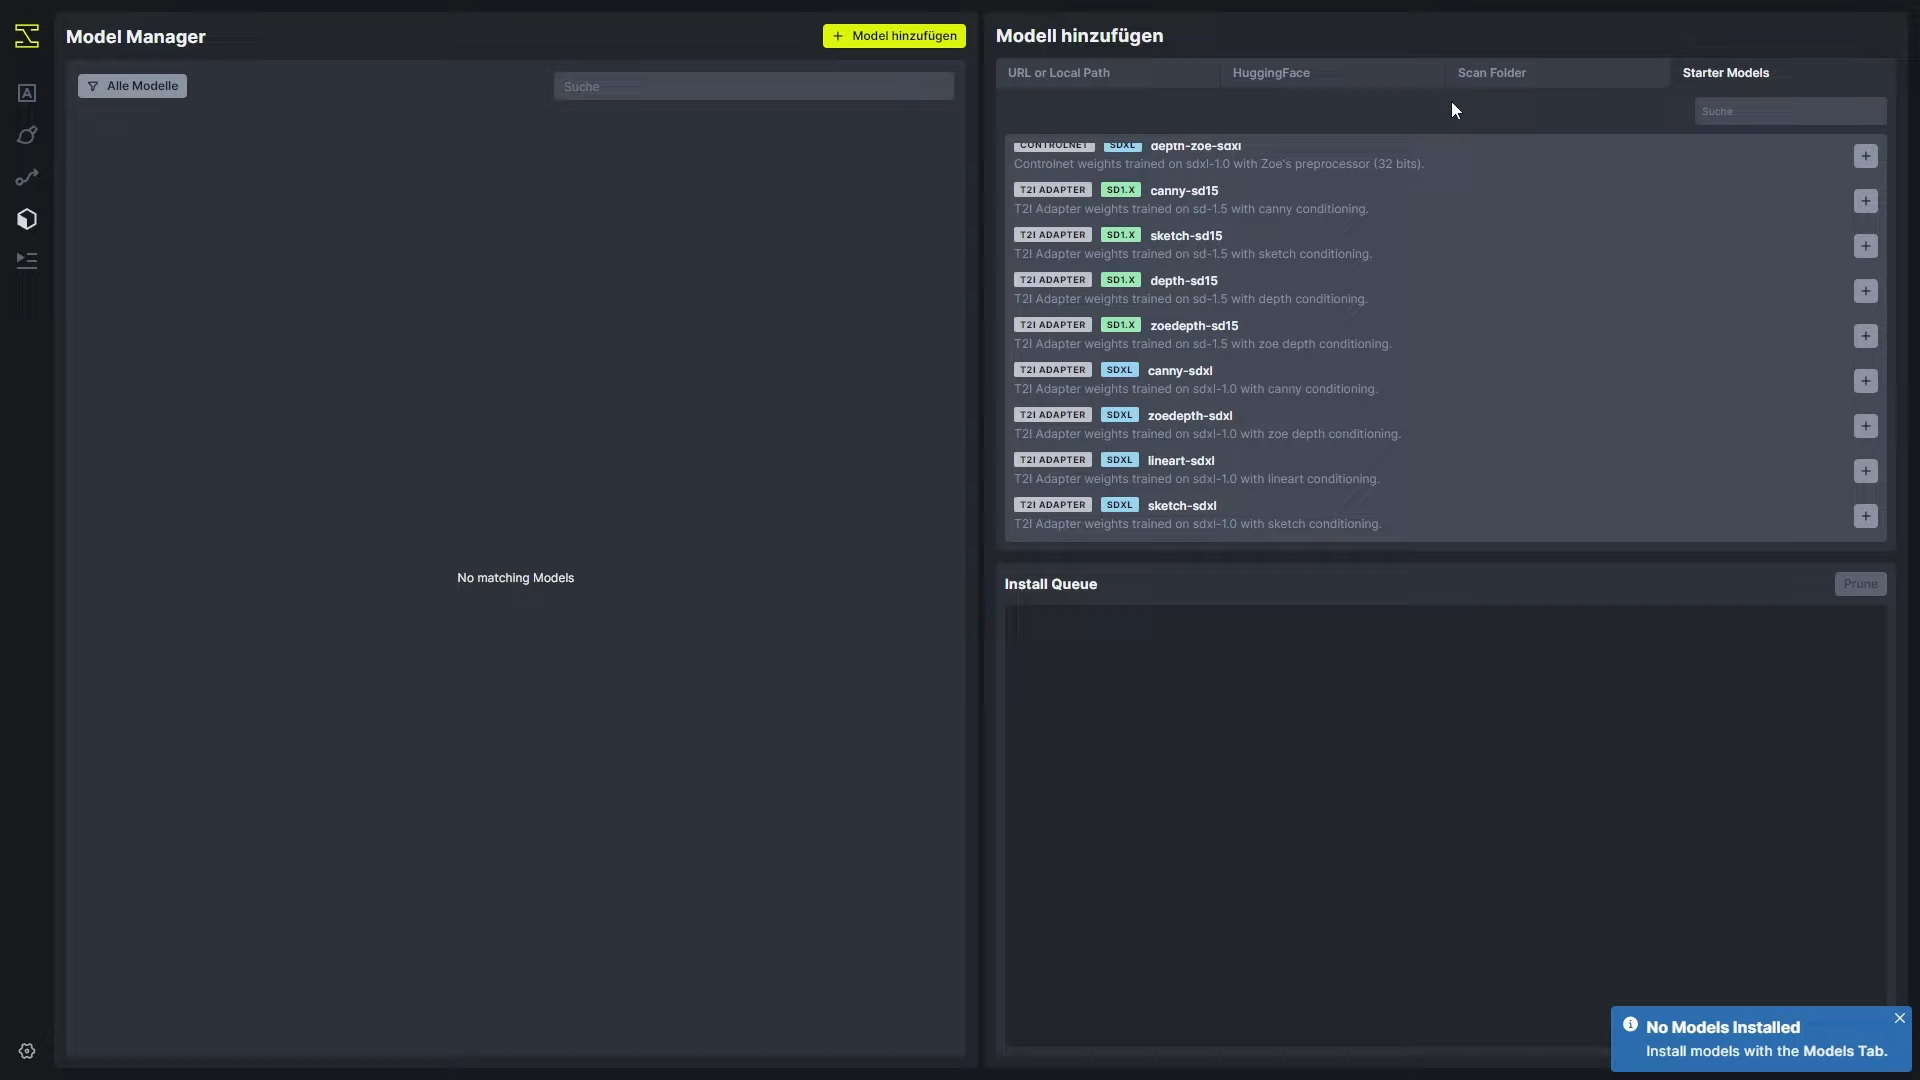 Model Manager
+ Model hinzufügen
Alle Modelle
Suche
No matching Models
Modell hinzufügen
URL or Local Path
HuggingFace
Scan Folder
Starter Models
Suche
CONTROLNET SDXL depth-zoe-sdxl
Controlnet weights trained on sdxl-1.0 with Zoe's preprocessor (32 bits).
T2I ADAPTER SD1.X canny-sd15
T2I Adapter weights trained on sd-1.5 with canny conditioning.
T2I ADAPTER SD1.X sketch-sd15
T2I Adapter weights trained on sd-1.5 with sketch conditioning.
T2I ADAPTER SD1.X depth-sd15
T2I Adapter weights trained on sd-1.5 with depth conditioning.
T2I ADAPTER SD1.X zoedepth-sd15
T2I Adapter weights trained on sd-1.5 with zoe depth conditioning.
T2I ADAPTER SDXL canny-sdxl
T2I Adapter weights trained on sdxl-1.0 with canny conditioning.
T2I ADAPTER SDXL zoedepth-sdxl
T2I Adapter weights trained on sdxl-1.0 with zoe depth conditioning.
T2I ADAPTER SDXL lineart-sdxl
T2I Adapter weights trained on sdxl-1.0 with lineart conditioning.
T2I ADAPTER SDXL sketch-sdxl
T2I Adapter weights trained on sdxl-1.0 with sketch conditioning.
Install Queue
Prune
No Models Installed
Install models with the Models Tab.